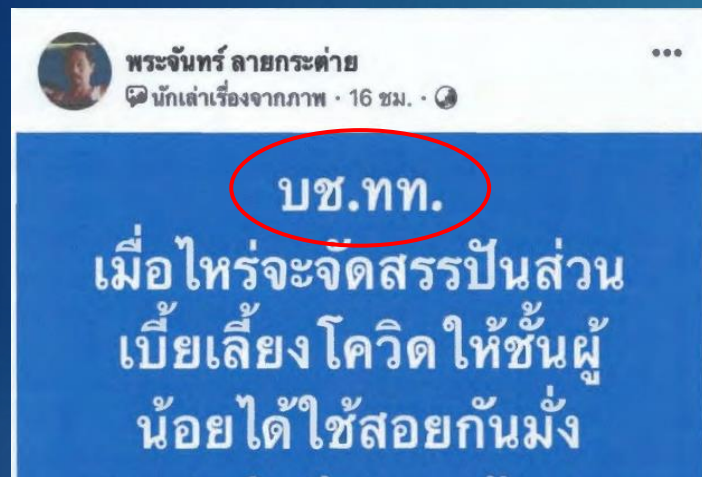 พระจันทร์ ลายกระต่าย
นักเล่าเรื่องจากภาพ · 16 ชม. ·
บช.ทท.
เมื่อไหร่จะจัดสรรปันส่วน
เบี้ยเลี้ยงโควิดให้ชั้นผู้
น้อยได้ใช้สอยกันมั่ง